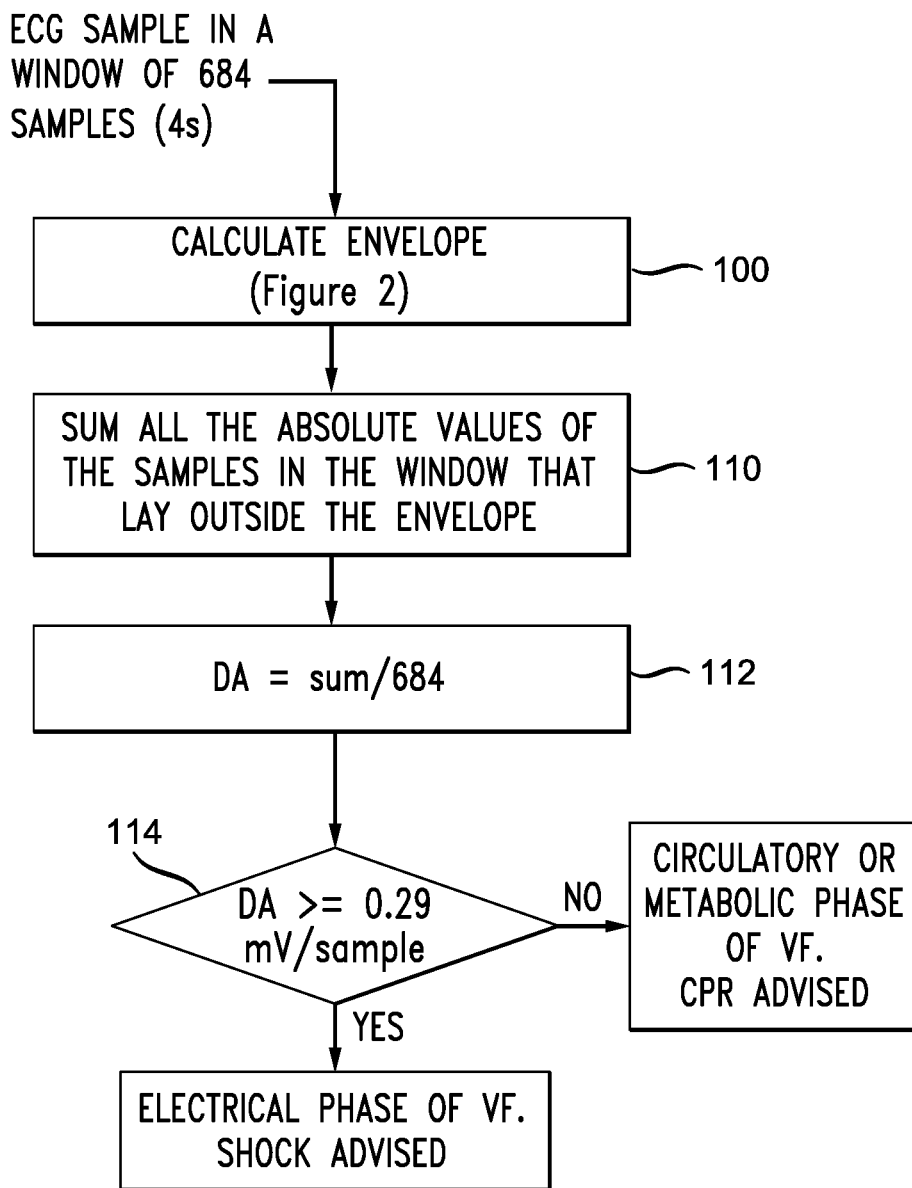 ECG SAMPLE IN A
WINDOW OF 684
SAMPLES (4s)
CALCULATE ENVELOPE
(Figure 2)
100
SUM ALL THE ABSOLUTE VALUES OF
THE SAMPLES IN THE WINDOW THAT
LAY OUTSIDE THE ENVELOPE
110
DA = sum/684
112
114
DA >= 0.29
mV/sample
NO
CIRCULATORY OR
METABOLIC PHASE
OF VF.
CPR ADVISED
YES
ELECTRICAL PHASE OF VF.
SHOCK ADVISED